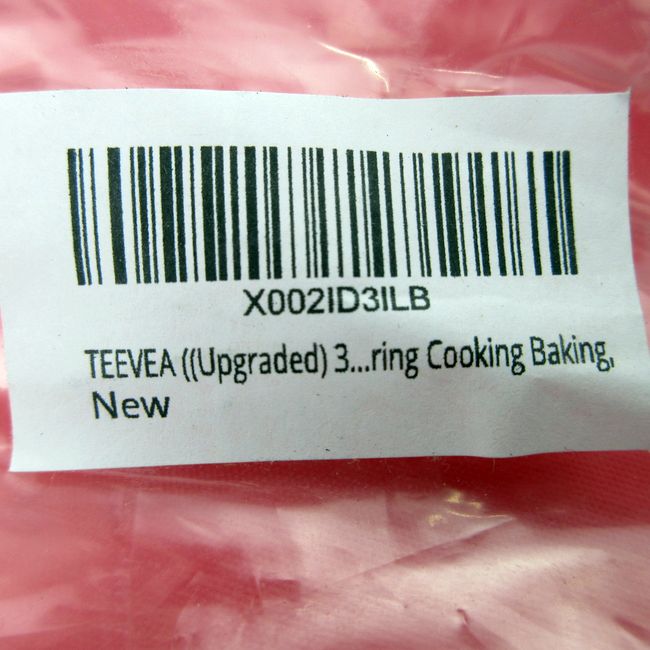 X002ID3ILB
TEEVEA ((Upgraded) 3...ring Cooking Baking,
New